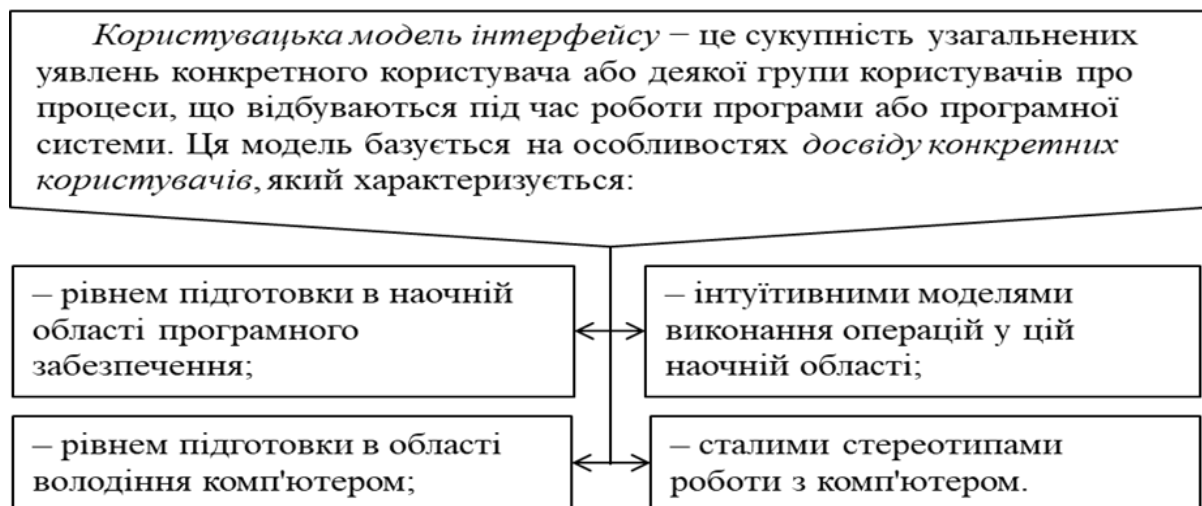 Користувацька модель інтерфейсу − це сукупність узагальнених
уявлень конкретного користувача або деякої групи користувачів про
процеси, що відбуваються під час роботи програми або програмної
системи. Ця модель базується на особливостях досвіду конкретних
користувачів, який характеризується:
– рівнем підготовки в наочній
області програмного
забезпечення;
– інтуїтивними моделями
виконання операцій у цій
наочній області;
– рівнем підготовки в області
володіння комп'ютером;
– сталими стереотипами
роботи з комп'ютером.